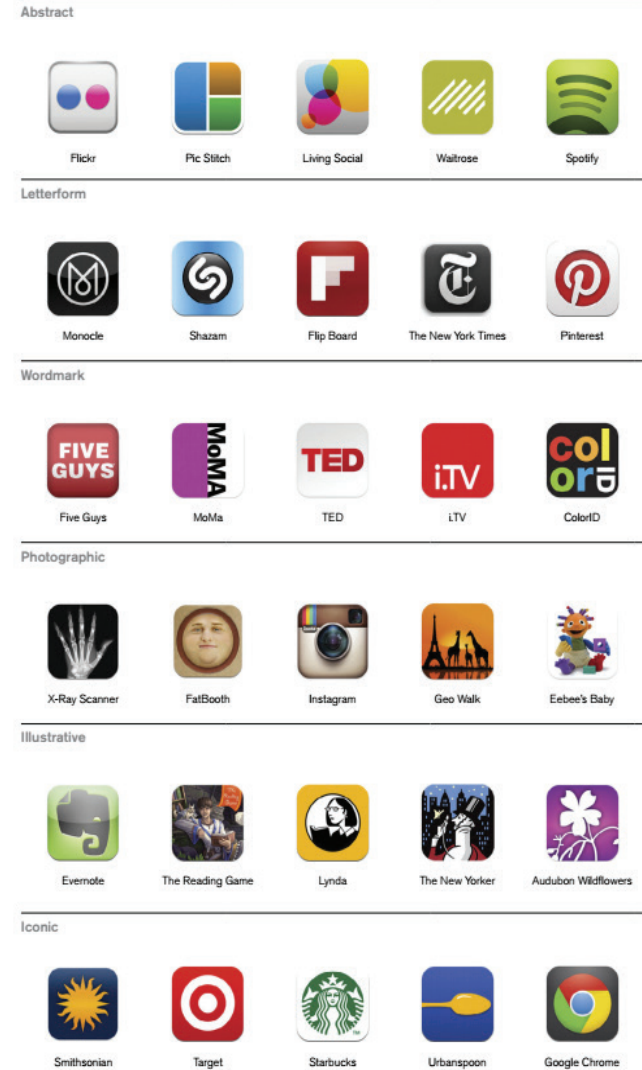 Abstract
Flickr
Pic Stitch
Living Social
Waitrose
Spotify
Letterform
Monocle
Shazam
Flip Board
The New York Times
Pinterest
Wordmark
FIVE
GUYS
MoMA
TED
i.TV
col
orID
Five Guys
MoMa
TED
i.TV
ColorID
Photographic
X-Ray Scanner
FatBooth
Instagram
Geo Walk
Eebee's Baby
Illustrative
Evernote
The Reading Game
Lynda
The New Yorker
Audubon Wildflowers
Iconic
Smithsonian
Target
Starbucks
Urbanspoon
Google Chrome